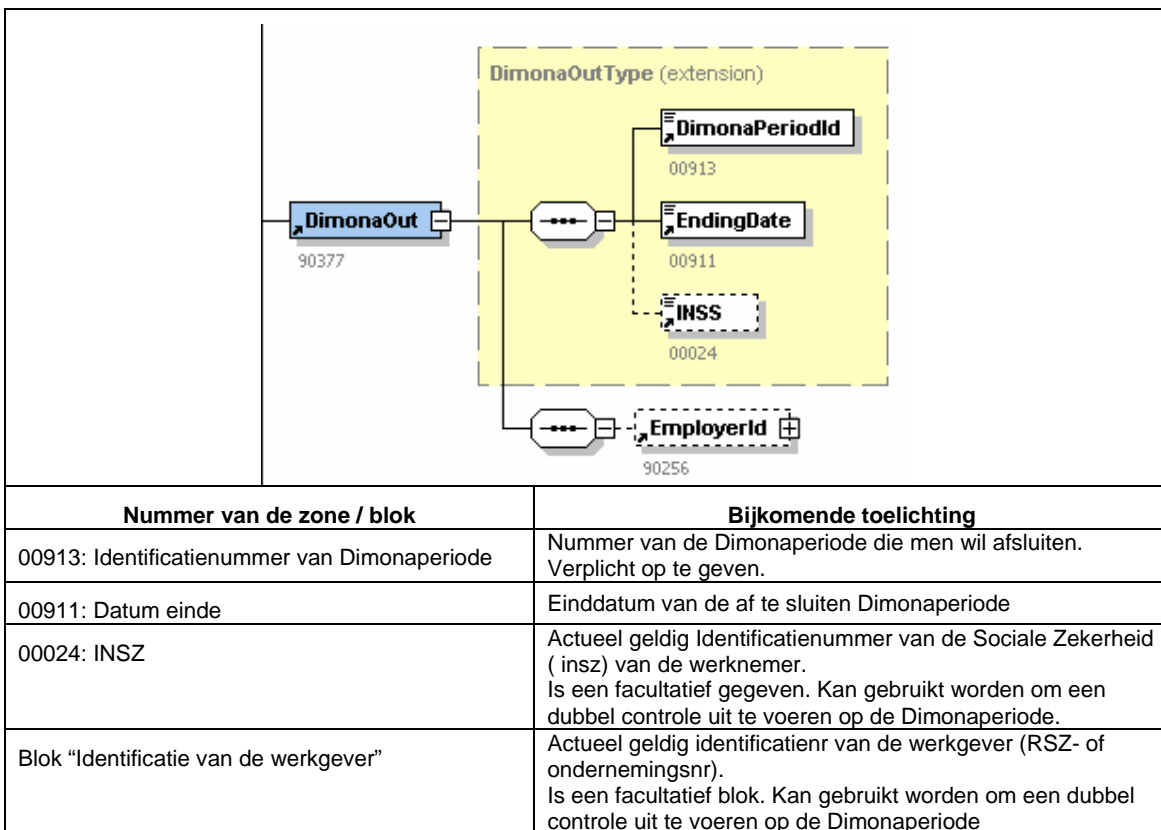 DimonaOutType (extension)
DimonaPeriodId
00913
DimonaOut
90377
EndingDate
00911
INSS
00024
EmployerId
90256
Nummer van de zone / blok
Bijkomende toelichting
00913: Identificatienummer van Dimonaperiode
Nummer van de Dimonaperiode die men wil afsluiten.
Verplicht op te geven.
00911: Datum einde
Einddatum van de af te sluiten Dimonaperiode
00024: INSZ
Actueel geldig Identificatienummer van de Sociale Zekerheid
( insz) van de werknemer.
Is een facultatief gegeven. Kan gebruikt worden om een
dubbel controle uit te voeren op de Dimonaperiode.
Blok “Identificatie van de werkgever”
Actueel geldig identificatienr van de werkgever (RSZ- of
ondernemingsnr).
Is een facultatief blok. Kan gebruikt worden om een dubbel
controle uit te voeren op de Dimonaperiode